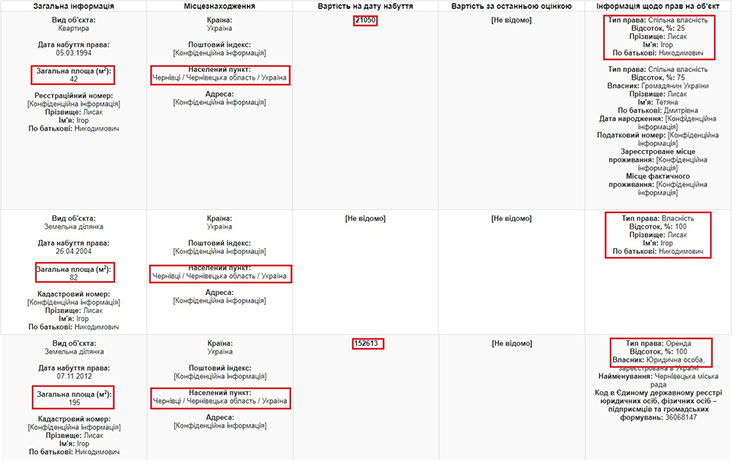 Загальна інформація
Місцезнаходження
Вартість на дату набуття
Вартість за останньою оцінкою
Інформація щодо прав на об'єкт
Вид об'єкта:
Квартира
Дата набуття права:
05.03.1994
Загальна площа (м²):
42
Реєстраційний номер:
[Конфіденційна інформація]
Прізвище: Лисак
Ім'я: Ігор
По батькові: Никодимович
Країна:
Україна
Поштовий індекс:
[Конфіденційна інформація]
Населений пункт:
Чернівці / Чернівецька область / Україна
Адреса:
[Конфіденційна інформація]
21050
[Не відомо]
Тип права: Спільна власність
Відсоток, %: 25
Прізвище: Лисак
Ім'я: Ігор
По батькові: Никодимович
Тип права: Спільна власність
Відсоток, %: 75
Власник: Громадянин України
Прізвище: Лисак
Ім'я: Тетяна
По батькові: Дмитрівна
Дата народження: [Конфіденційна
інформація]
Податковий номер: [Конфіденційна
інформація]
Зареєстроване місце
проживання: [Конфіденційна
інформація]
Місце фактичного
проживання: [Конфіденційна
інформація]
Вид об'єкта:
Земельна ділянка
Дата набуття права:
26.04.2004
Загальна площа (м²):
82
Кадастровий номер:
[Конфіденційна інформація]
Прізвище: Лисак
Ім'я: Ігор
По батькові: Никодимович
Країна:
Україна
Поштовий індекс:
[Конфіденційна інформація]
Населений пункт:
Чернівці / Чернівецька область / Україна
Адреса:
[Конфіденційна інформація]
[Не відомо]
[Не відомо]
Тип права: Власність
Відсоток, %: 100
Прізвище: Лисак
Ім'я: Ігор
По батькові: Никодимович
Вид об'єкта:
Земельна ділянка
Дата набуття права:
07.11.2012
Загальна площа (м²):
195
Кадастровий номер:
[Конфіденційна інформація]
Прізвище: Лисак
Ім'я: Ігор
По батькові: Никодимович
Країна:
Україна
Поштовий індекс:
[Конфіденційна інформація]
Населений пункт:
Чернівці / Чернівецька область / Україна
Адреса:
[Конфіденційна інформація]
152613
[Не відомо]
Тип права: Оренда
Відсоток, %: 100
Власник: Юридична особа,
зареєстрована в Україні
Найменування: Чернівецька міська
рада
Код в Єдиному державному реєстрі
юридичних осіб, фізичних осіб –
підприємців та громадських
формувань: 36068147